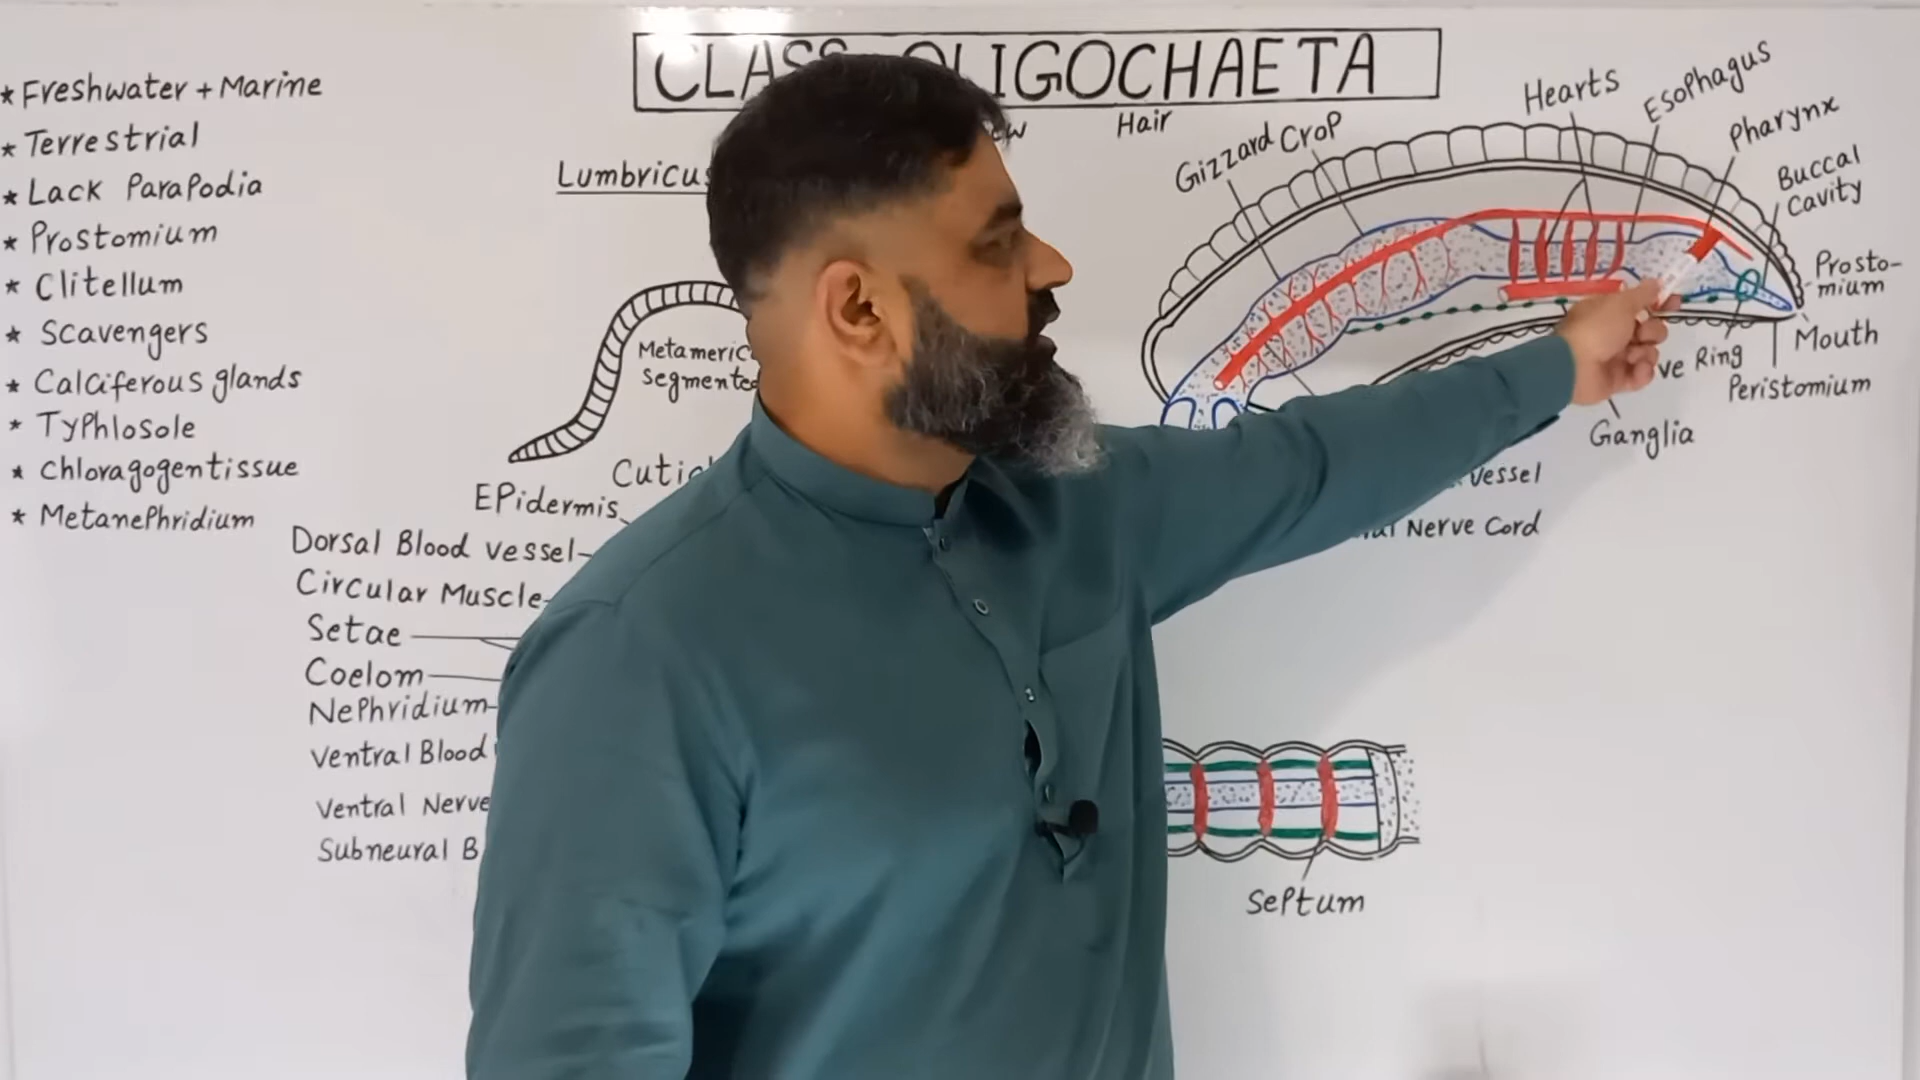 CLASS OLIGOCHAETA
Hair
* Freshwater + Marine
* Terrestrial
* Lack Parapodia
* Prostomium
* Clitellum
* Scavengers
* Calciferous glands
* Typhlosole
* Chloragogen tissue
* Metanephridium
Lumbricus
Metameric
Segmented
Epidermis
Dorsal Blood vessel
Circular Muscle
Setae
Coelom
Nephridium
Ventral Blood
Ventral Nerve
Subneural B
Gizzard
Crop
Hearts
Esophagus
Pharynx
Buccal
Cavity
Prosto-
mium
Mouth
Ring
Peristomium
Ganglia
Vessel
Nerve Cord
Septum